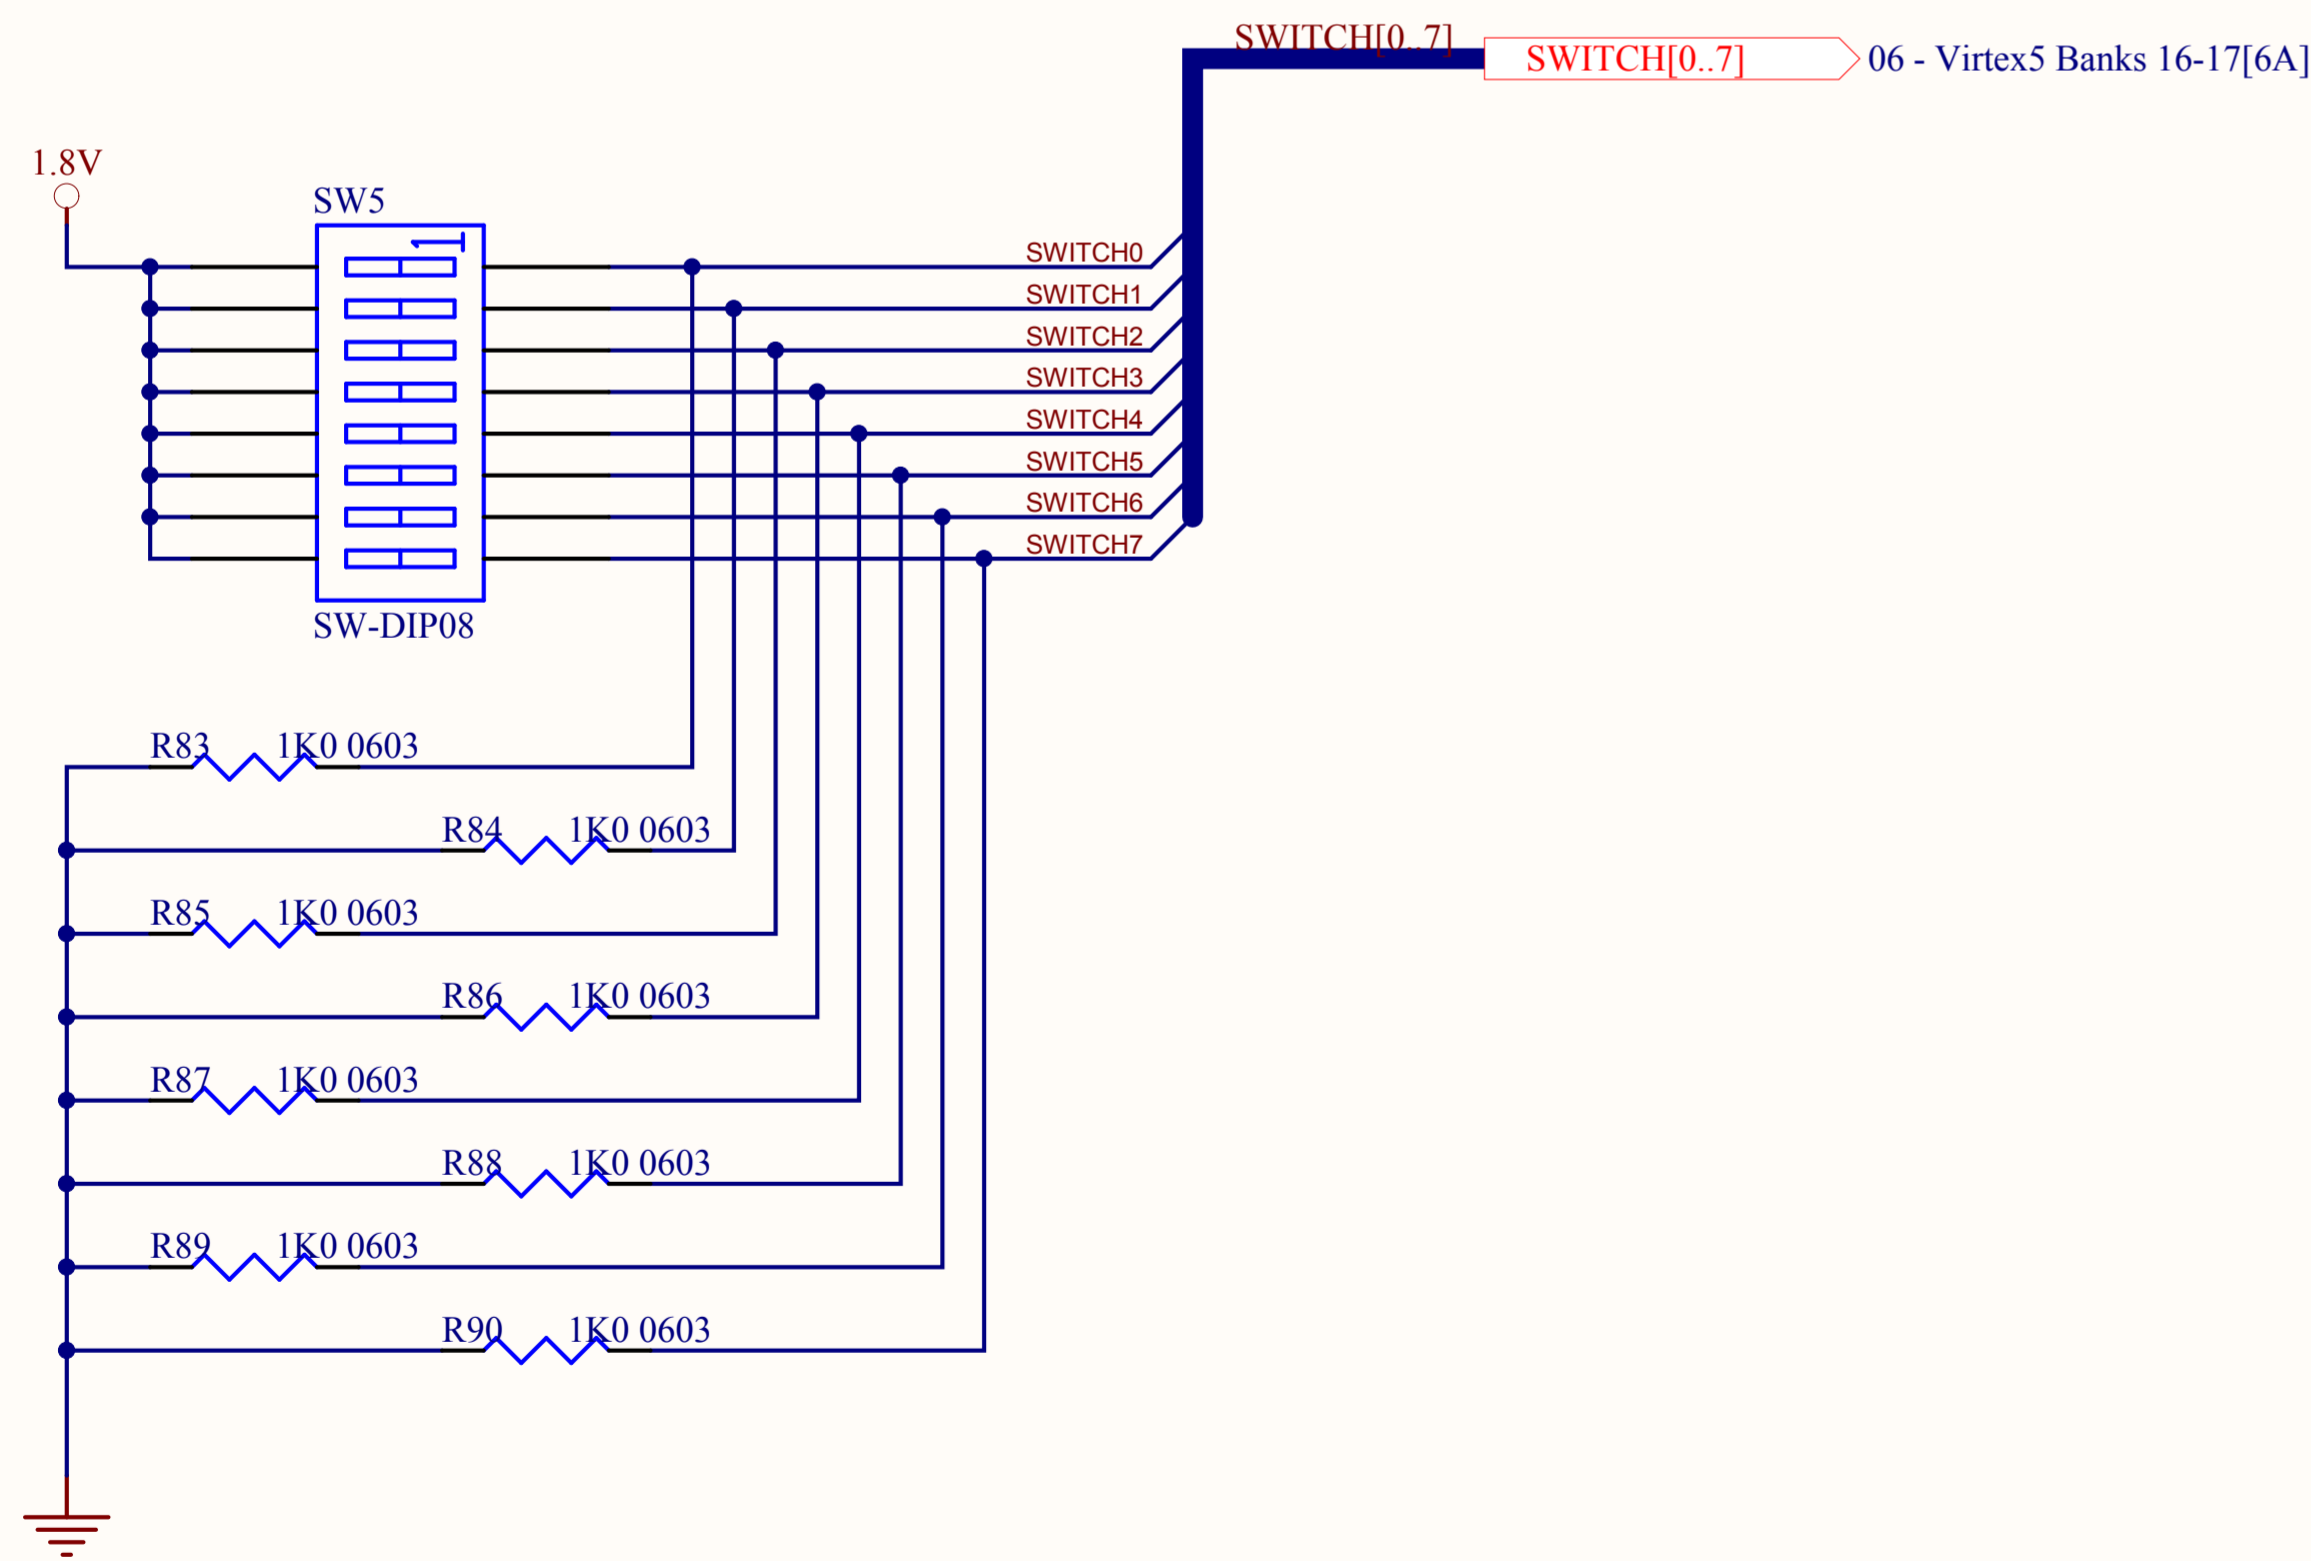 SWITCH[0..7]
SWITCH[0..7]
06 - Virtex5 Banks 16-17[6A]
1.8V
SW5
1
SWITCH0
SWITCH1
SWITCH2
SWITCH3
SWITCH4
SWITCH5
SWITCH6
SWITCH7
SW-DIP08
R83 1K0 0603
R84 1K0 0603
R85 1K0 0603
R86 1K0 0603
R87 1K0 0603
R88 1K0 0603
R89 1K0 0603
R90 1K0 0603